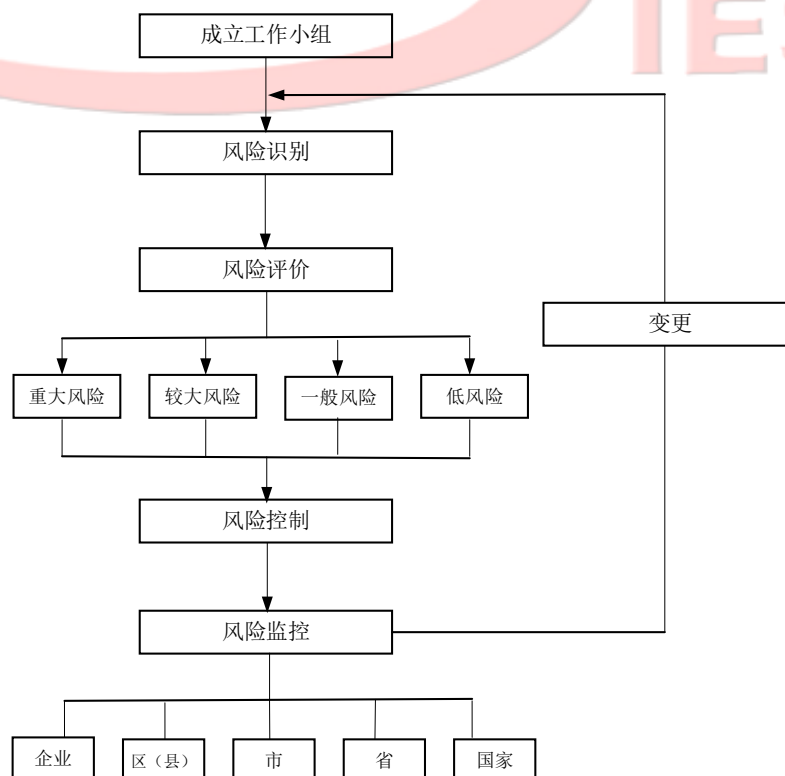 IES
成立工作小组
风险识别
风险评价
变更
重大风险
较大风险
一般风险
低风险
风险控制
风险监控
企业
区（县）
市
省
国家